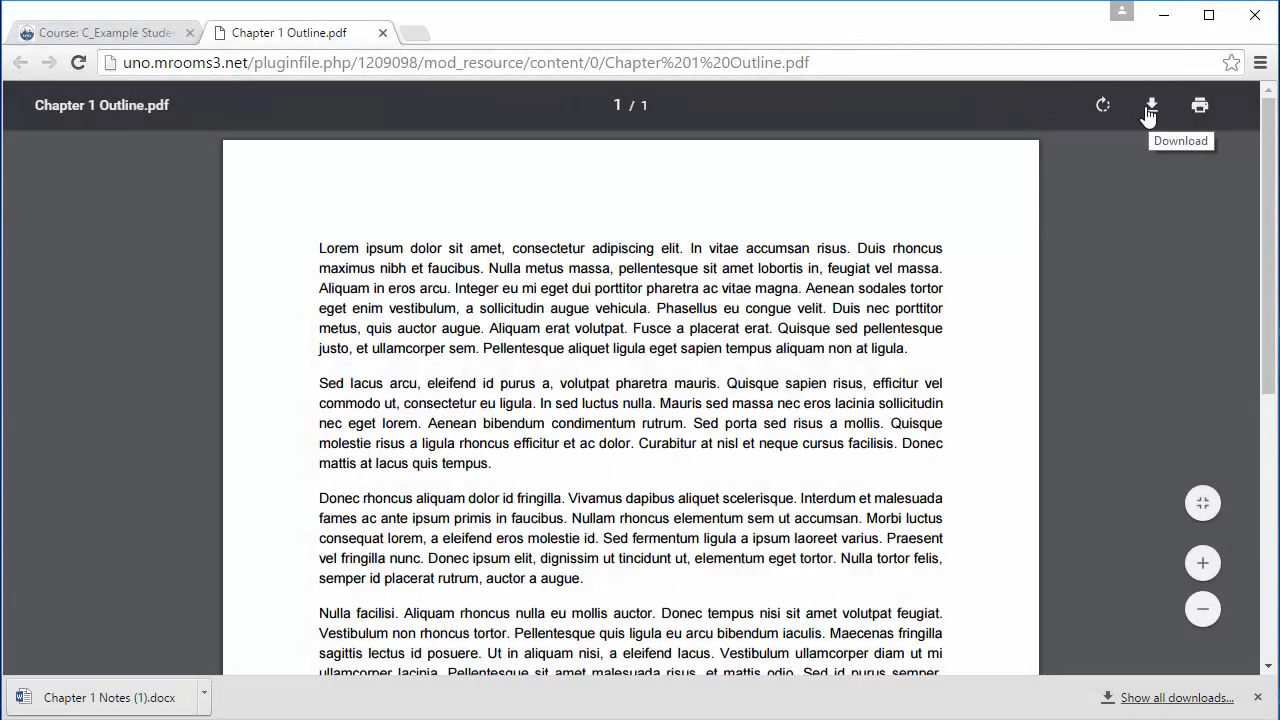 Course: C_Example Stude
Chapter 1 Outline.pdf
uno.mrooms3.net/pluginfile.php/1209098/mod_resource/content/0/Chapter%201%20Outline.pdf
Chapter 1 Outline.pdf
1 / 1
Download
Lorem ipsum dolor sit amet, consectetur adipiscing elit. In vitae accumsan risus. Duis rhoncus
maximus nibh et faucibus. Nulla metus massa, pellentesque sit amet lobortis in, feugiat vel massa.
Aliquam in eros arcu. Integer eu mi eget dui porttitor pharetra ac vitae magna. Aenean sodales tortor
eget enim vestibulum, a sollicitudin augue vehicula. Phasellus eu congue velit. Duis nec porttitor
metus, quis auctor augue. Aliquam erat volutpat. Fusce a placerat erat. Quisque sed pellentesque
justo, et ullamcorper sem. Pellentesque aliquet ligula eget sapien tempus aliquam non at ligula.
Sed lacus arcu, eleifend id purus a, volutpat pharetra mauris. Quisque sapien risus, efficitur vel
commodo ut, consectetur eu ligula. In sed luctus nulla. Mauris sed massa nec eros lacinia sollicitudin
nec eget lorem. Aenean bibendum condimentum rutrum. Sed porta sed risus a mollis. Quisque
molestie risus a ligula rhoncus efficitur et ac dolor. Curabitur at nisl et neque cursus facilisis. Donec
mattis at lacus quis tempus.
Donec rhoncus aliquam dolor id fringilla. Vivamus dapibus aliquet scelerisque. Interdum et malesuada
fames ac ante ipsum primis in faucibus. Nullam rhoncus elementum sem ut accumsan. Morbi luctus
consequat lorem, a eleifend eros molestie id. Sed fermentum ligula a ipsum laoreet varius. Praesent
vel fringilla nunc. Donec ipsum elit, dignissim ut tincidunt ut, elementum eget tortor. Nulla tortor felis,
semper id placerat rutrum, auctor a augue.
Nulla facilisi. Aliquam rhoncus nulla eu mollis auctor. Donec tempus nisi sit amet volutpat feugiat.
Vestibulum non rhoncus tortor. Pellentesque quis ligula eu arcu bibendum iaculis. Maecenas fringilla
sagittis lectus id posuere. Ut in aliquam nisi, a eleifend lacus. Vestibulum ullamcorper diam ut mi
ullamcorper lacinia. Pellentesque sit amet malesuada risus, et mattis odio. Sed id purus semper,
Chapter 1 Notes (1).docx
Show all downloads...